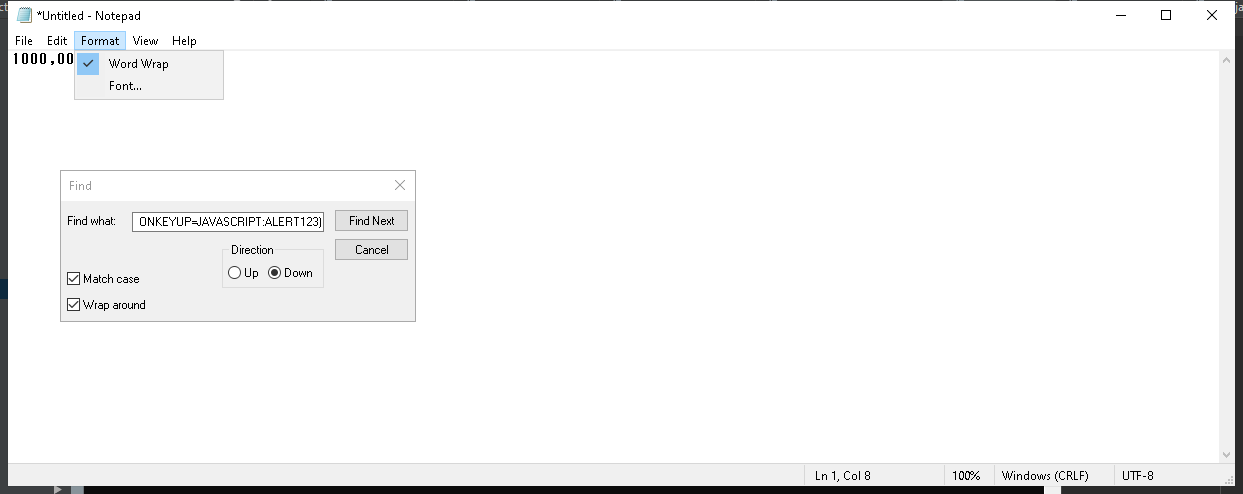 *Untitled - Notepad
File Edit Format View Help
1000,00
Word Wrap
Font...
Find
Find what: ONKEYUP=JAVASCRIPT:ALERT123) Find Next
Direction Cancel
Up Down
Match case
Wrap around
Ln 1, Col 8 100% Windows (CRLF) UTF-8